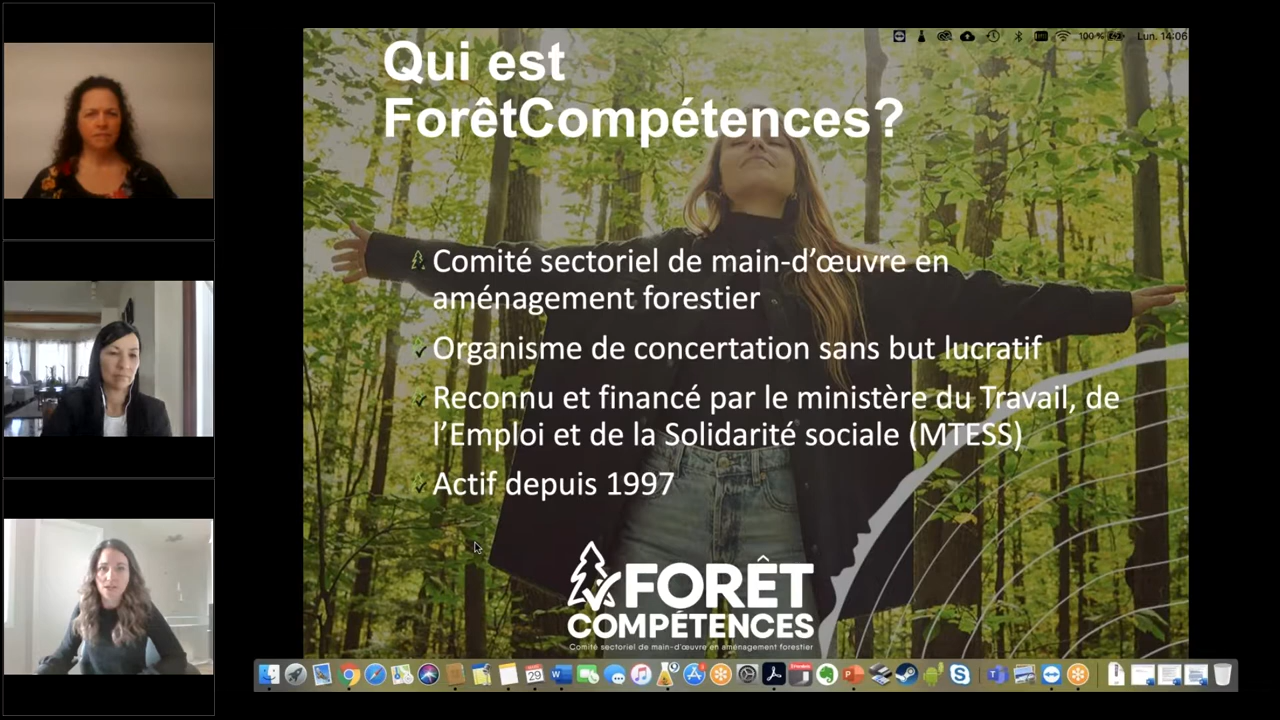 100 %
Lun. 14:06
Qui est
ForêtCompétences?
Comité sectoriel de main-d'œuvre en
aménagement forestier
Organisme de concertation sans but lucratif
Reconnu et financé par le ministère du Travail, de
l'Emploi et de la Solidarité sociale (MTESS)
Actif depuis 1997
FORÊT
COMPÉTENCES
Comité sectoriel de main-d'œuvre en aménagement forestier
29